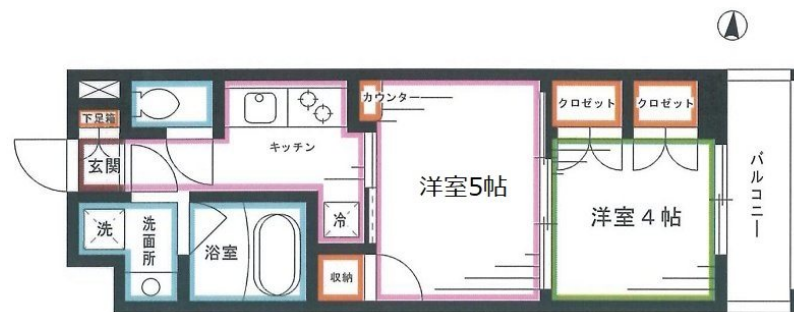 下足箱
玄関
キッチン
カウンター
クロゼット
クロゼット
洋室5帖
洋室4帖
バルコニー
洗
洗面所
浴室
冷
収納